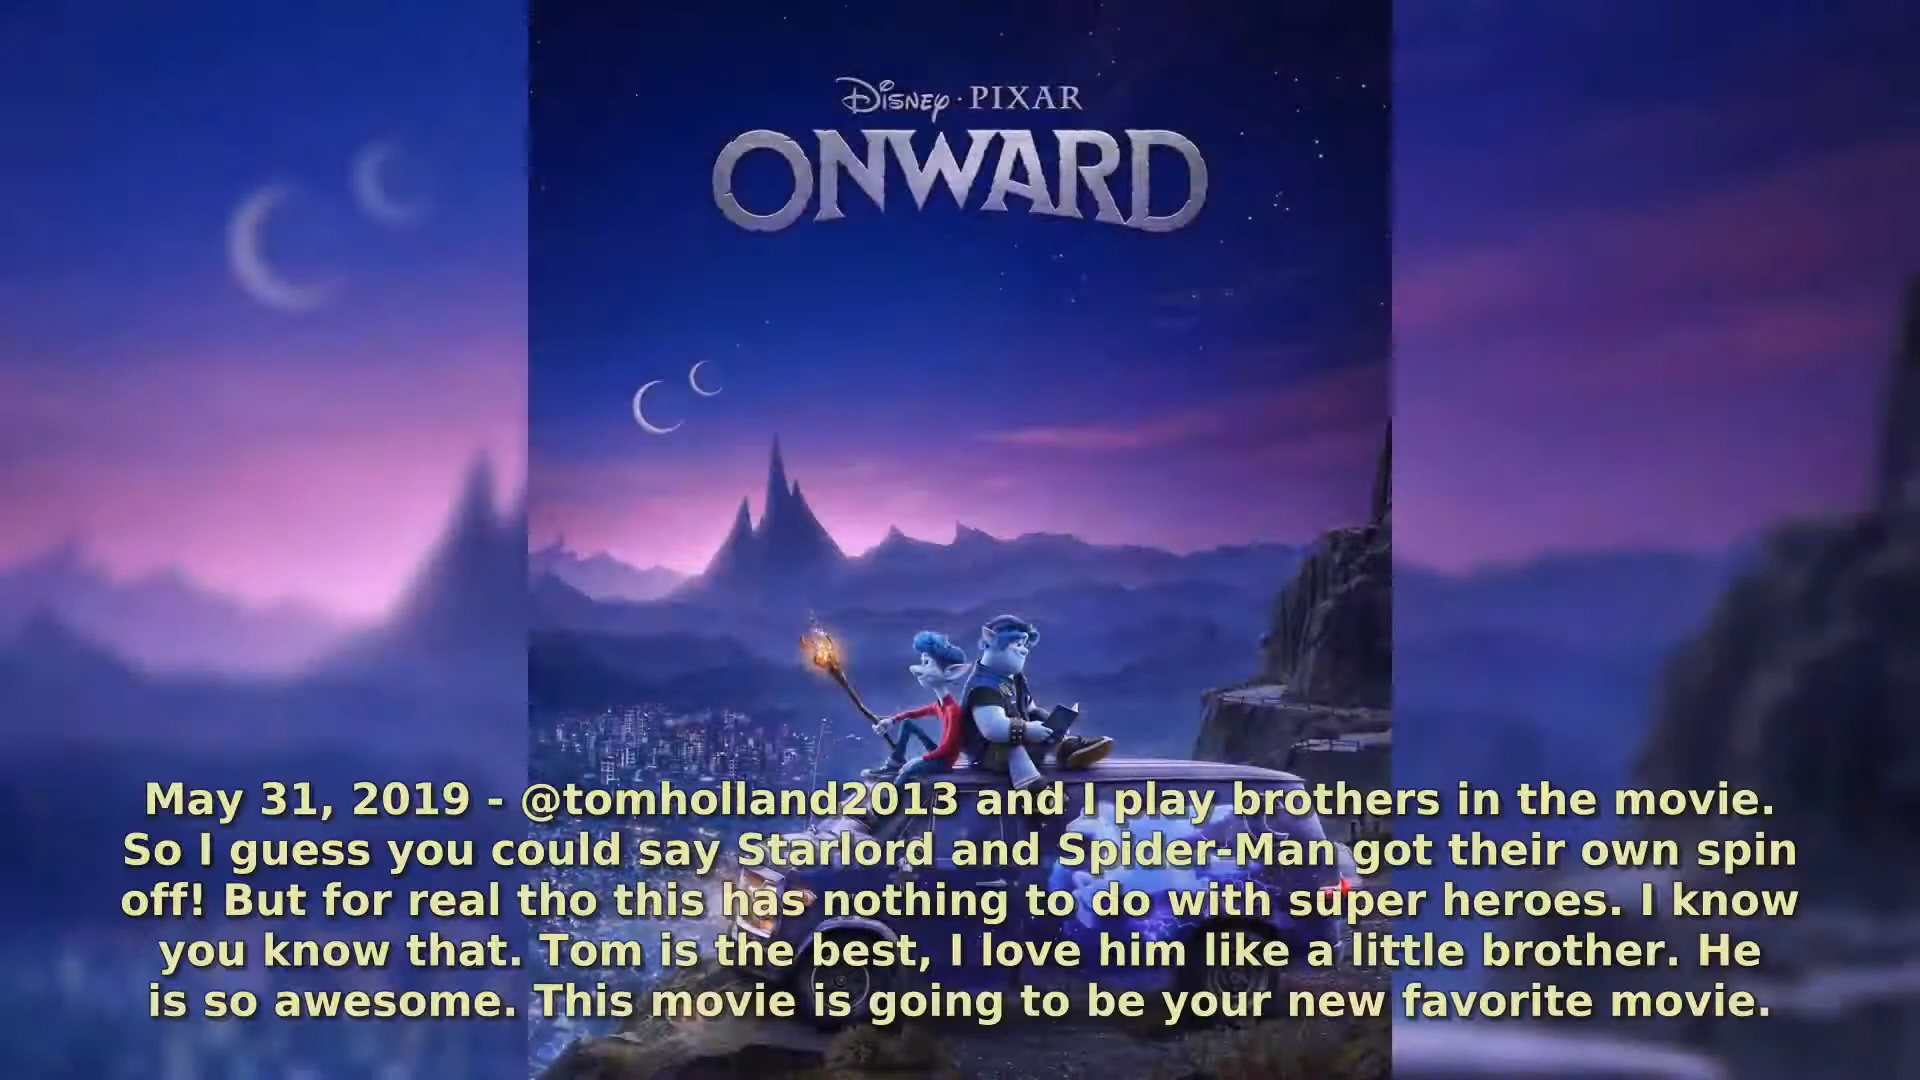 Disney · PIXAR
ONWARD
May 31, 2019 - @tomholland2013 and I play brothers in the movie.
So I guess you could say Starlord and Spider-Man got their own spin
off! But for real tho this has nothing to do with super heroes. I know
you know that. Tom is the best, I love him like a little brother. He
is so awesome. This movie is going to be your new favorite movie.